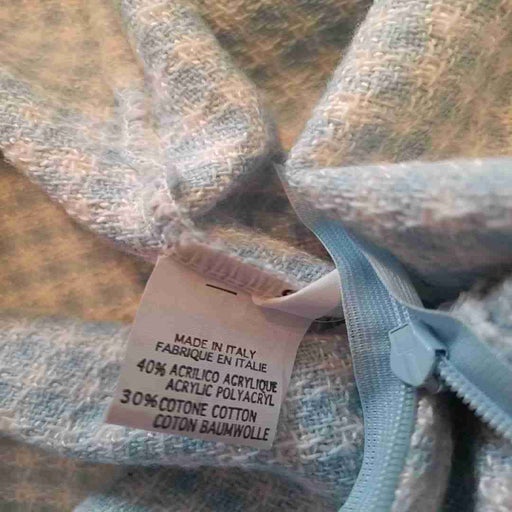 MADE IN ITALY
FABRIQUE EN ITALIE
40% ACRILICO ACRYLIQUE
ACRYLIC POLYACRYL
30% COTONE COTTON
COTON BAUMWOLLE